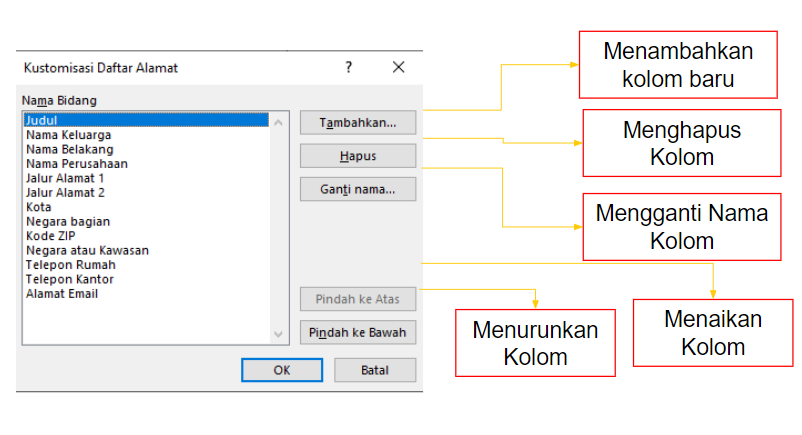 Kustomisasi Daftar Alamat
?
Nama Bidang
Judul
Nama Keluarga
Nama Belakang
Nama Perusahaan
Jalur Alamat 1
Jalur Alamat 2
Kota
Negara bagian
Kode ZIP
Negara atau Kawasan
Telepon Rumah
Telepon Kantor
Alamat Email
Tambahkan...
Hapus
Ganti nama...
Pindah ke Atas
Pindah ke Bawah
OK
Batal
Menambahkan
kolom baru
Menghapus
Kolom
Mengganti Nama
Kolom
Menurunkan
Kolom
Menaikan
Kolom